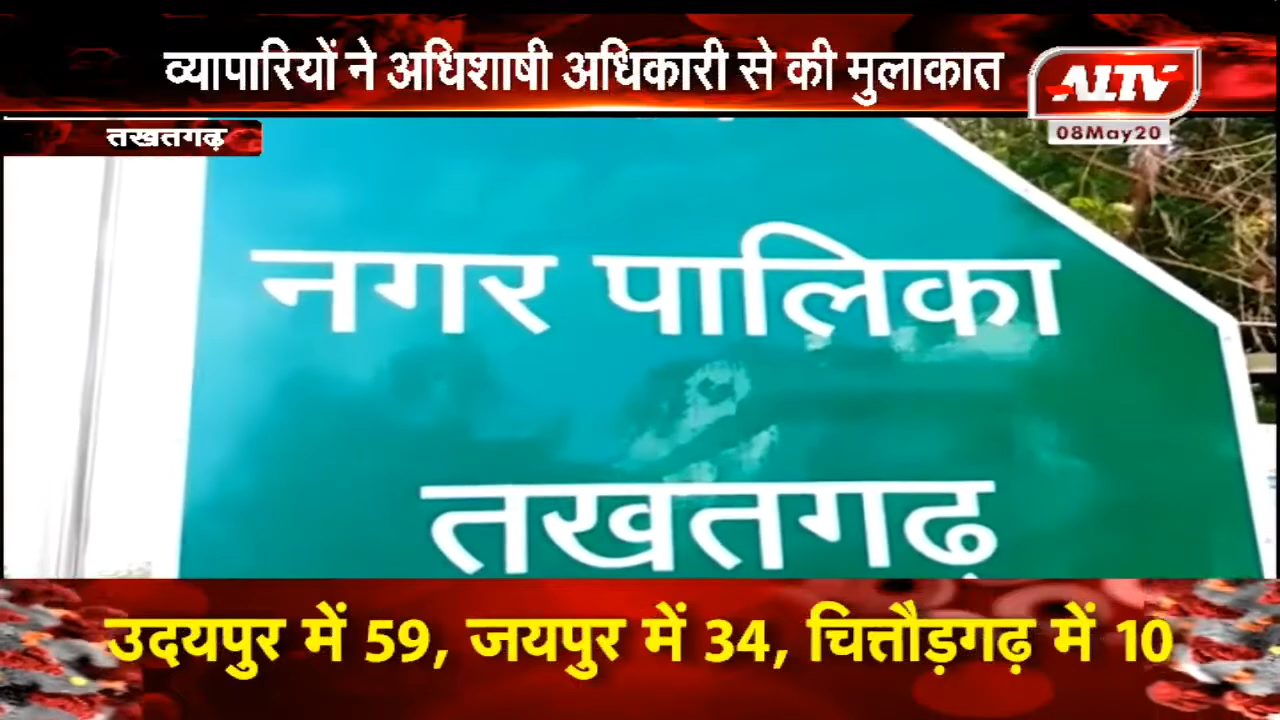 व्यापारियों ने अधिशाषी अधिकारी से की मुलाकात
ALTV
08May20
तखतगढ़
नगर पालिका
तखतगढ़
उदयपुर में 59, जयपुर में 34, चित्तौड़गढ़ में 10